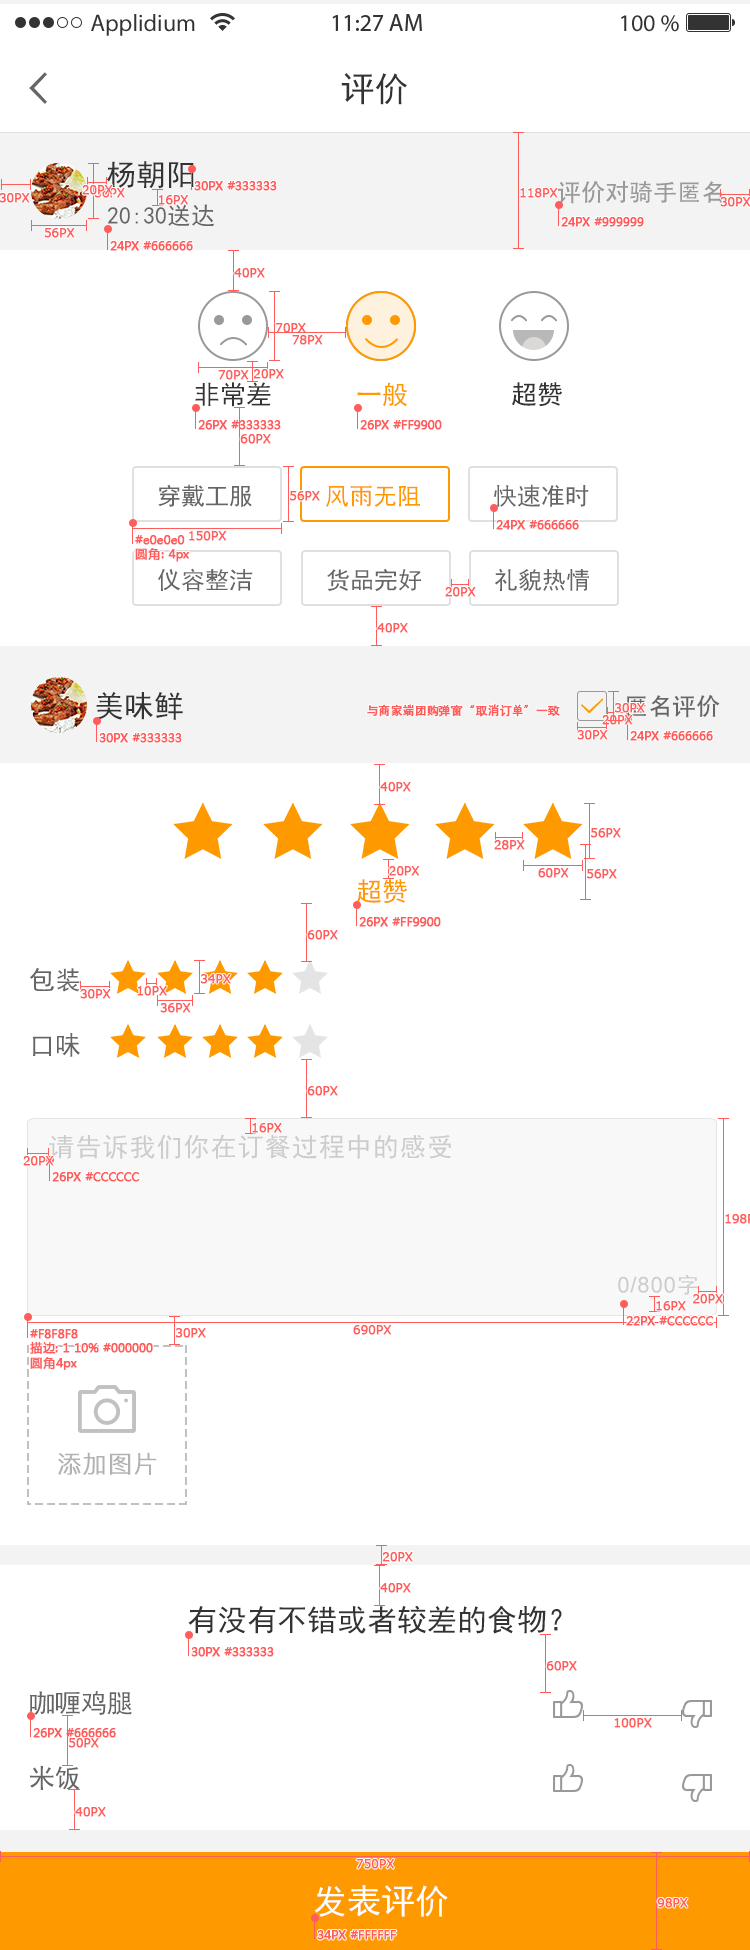 Applidium 11:27 AM 100 %
评价
杨朝阳
30PX #333333
30PX
20PX
16PX
118PX
评价对骑手匿名
30PX
20:30送达
56PX
24PX #999999
24PX #666666
40PX
70PX
78PX
70PX
20PX
非常差 一般 超赞
26PX #333333
26PX #FF9900
60PX
穿戴工服 56PX 风雨无阻 快速准时
24PX #666666
150PX
#e0e0e0
圆角: 4px
仪容整洁 货品完好 礼貌热情
20PX
40PX
美味鲜
30PX #333333
与商家端团购弹窗“取消订单”一致
匿名评价
30PX
20PX
30PX
24PX #666666
40PX
56PX
28PX
20PX
60PX
56PX
超赞
26PX #FF9900
60PX
包装
34PX
30PX
10PX
36PX
口味
60PX
16PX
请告诉我们你在订餐过程中的感受
20PX
26PX #CCCCCC
0/800字
20PX
16PX
22PX #CCCCCC
690PX
30PX
#F8F8F8
描边: 1 10% #000000
圆角4px
添加图片
20PX
40PX
有没有不错或者较差的食物？
30PX #333333
60PX
咖喱鸡腿
100PX
26PX #666666
50PX
米饭
40PX
750PX
发表评价
98PX
34PX #FFFFFF